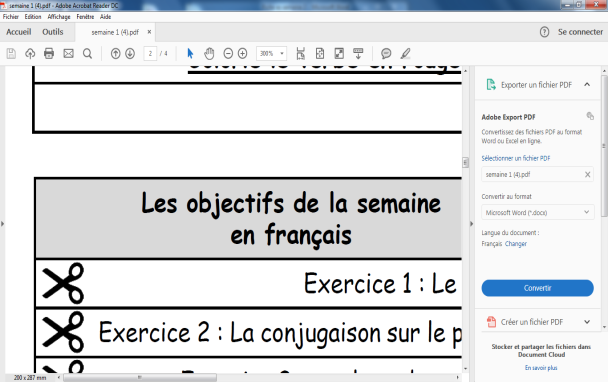 semaine 1 (4).pdf - Adobe Acrobat Reader DC
Fichier Edition Affichage Fenêtre Aide
Accueil Outils semaine 1 (4).pdf × ? Se connecter
2 / 4 300%
Les objectifs de la semaine
en français
Exercice 1 : Le
Exercice 2 : La conjugaison sur le p
200 x 287 mm
Exporter un fichier PDF
Adobe Export PDF
Convertissez des fichiers PDF au format
Word ou Excel en ligne.
Sélectionner un fichier PDF
semaine 1 (4).pdf X
Convertir au format
Microsoft Word (*.docx)
Langue du document :
Français Changer
Convertir
Créer un fichier PDF
Stocker et partager les fichiers dans
Document Cloud
En savoir plus